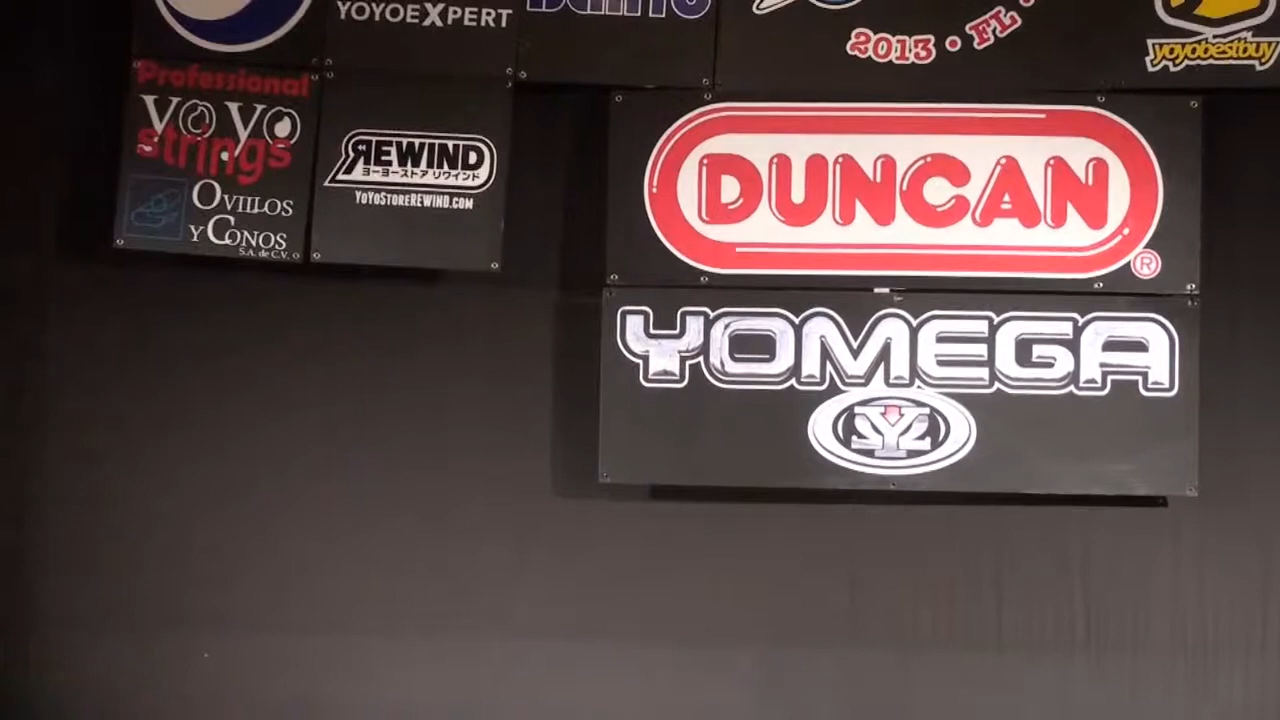 YOYOEXPERT
2013 • FL •
yoyobestbuy
Professional
yo yo
strings
OVILLOS
Y CONOS
S.A. de C.V.
REWIND
ヨーヨーストア リワインド
YOYOSTOREREWIND.COM
DUNCAN
®
YOMEGA